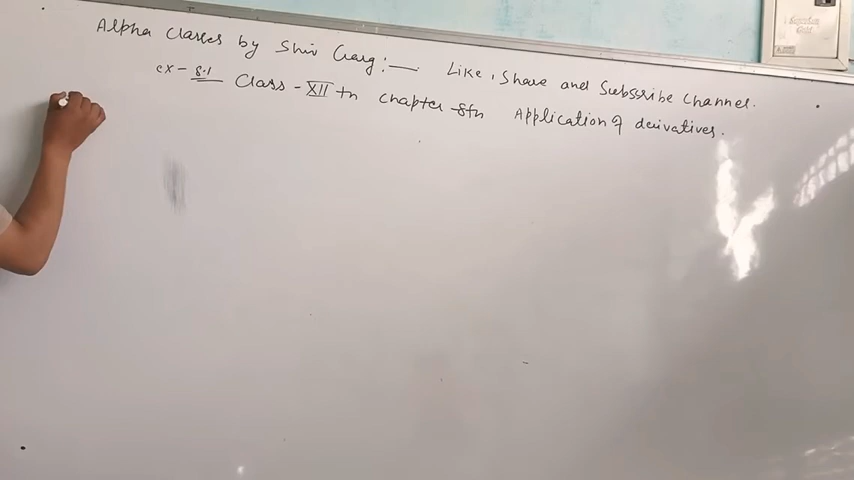 Alpha Classes by Shiv Garg :— Like, Share and Subscribe Channel.
ex - 8.1 Class - XII th Chapter 8th Application of derivatives.